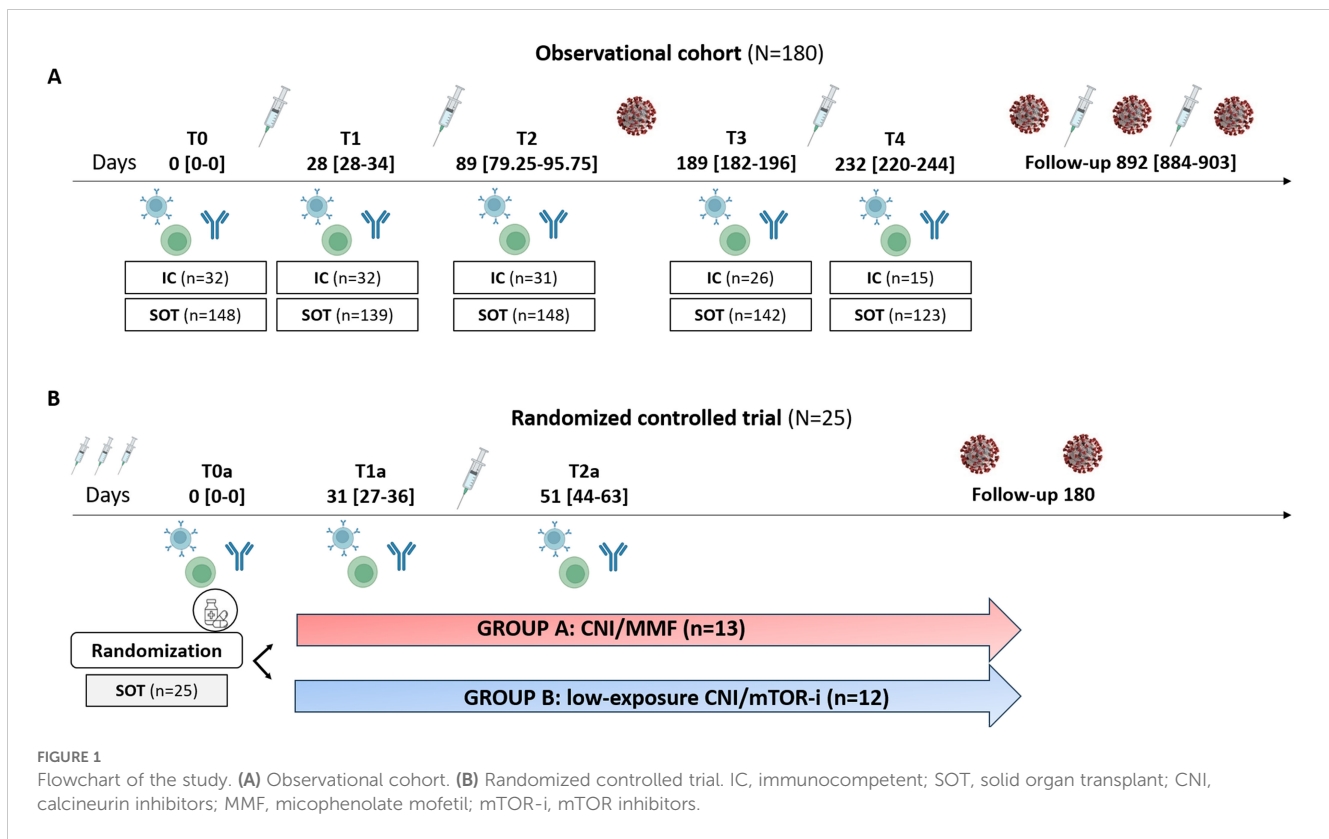 Observational cohort (N=180)
A
T0 T1 T2 T3 T4
Days 0 [0-0] 28 [28-34] 89 [79.25-95.75] 189 [182-196] 232 [220-244] Follow-up 892 [884-903]
IC (n=32) IC (n=32) IC (n=31) IC (n=26) IC (n=15)
SOT (n=148) SOT (n=139) SOT (n=148) SOT (n=142) SOT (n=123)
B
Randomized controlled trial (N=25)
T0a T1a T2a
Days 0 [0-0] 31 [27-36] 51 [44-63] Follow-up 180
GROUP A: CNI/MMF (n=13)
Randomization
SOT (n=25)
GROUP B: low-exposure CNI/mTOR-i (n=12)
FIGURE 1
Flowchart of the study. (A) Observational cohort. (B) Randomized controlled trial. IC, immunocompetent; SOT, solid organ transplant; CNI,
calcineurin inhibitors; MMF, micophenolate mofetil; mTOR-i, mTOR inhibitors.